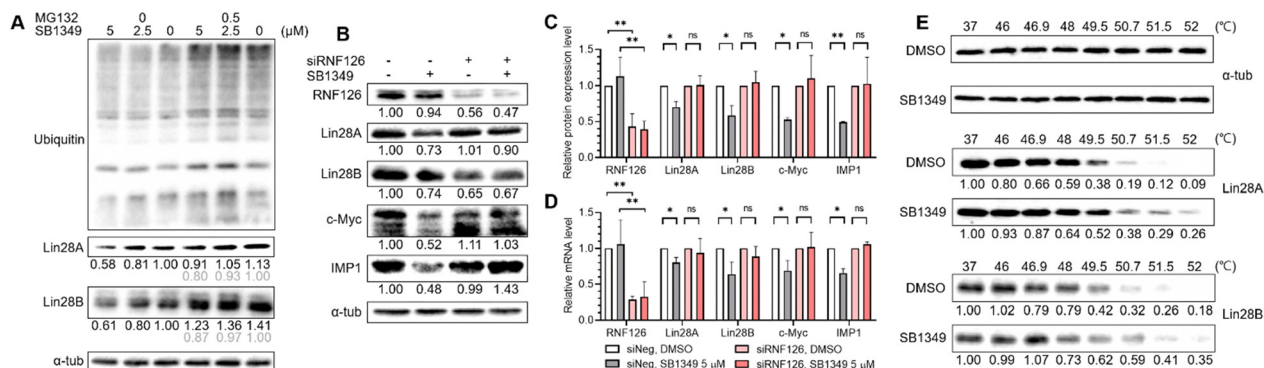 A
MG132 0 0.5
SB1349 5 2.5 0 5 2.5 0 (μM)
Ubiquitin
Lin28A
0.58 0.81 1.00 0.91 1.05 1.13
0.80 0.93 1.00
Lin28B
0.61 0.80 1.00 1.23 1.36 1.41
0.87 0.97 1.00
α-tub
B
siRNF126 - - + +
SB1349 - + - +
RNF126
1.00 0.94 0.56 0.47
Lin28A
1.00 0.73 1.01 0.90
Lin28B
1.00 0.74 0.65 0.67
c-Myc
1.00 0.52 1.11 1.03
IMP1
1.00 0.48 0.99 1.43
α-tub
C
Relative protein expression level
1.5
1.0
0.5
0.0
** ** * ns * ns * ns ** ns
RNF126 Lin28A Lin28B c-Myc IMP1
D
Relative mRNA level
1.5
1.0
0.5
0.0
** ** * ns * ns * ns * ns
RNF126 Lin28A Lin28B c-Myc IMP1
siNeg, DMSO siRNF126, DMSO
siNeg, SB1349 5 μM siRNF126, SB1349 5 μM
E
37 46 46.9 48 49.5 50.7 51.5 52 (℃)
DMSO
α-tub
SB1349
37 46 46.9 48 49.5 50.7 51.5 52 (℃)
DMSO
1.00 0.80 0.66 0.59 0.38 0.19 0.12 0.09
Lin28A
SB1349
1.00 0.93 0.87 0.64 0.52 0.38 0.29 0.26
37 46 46.9 48 49.5 50.7 51.5 52 (℃)
DMSO
1.00 1.02 0.79 0.79 0.42 0.32 0.26 0.18
Lin28B
SB1349
1.00 0.99 1.07 0.73 0.62 0.59 0.41 0.35